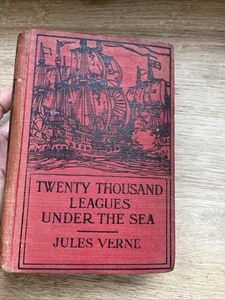 TWENTY THOUSAND
LEAGUES
UNDER THE SEA
JULES VERNE